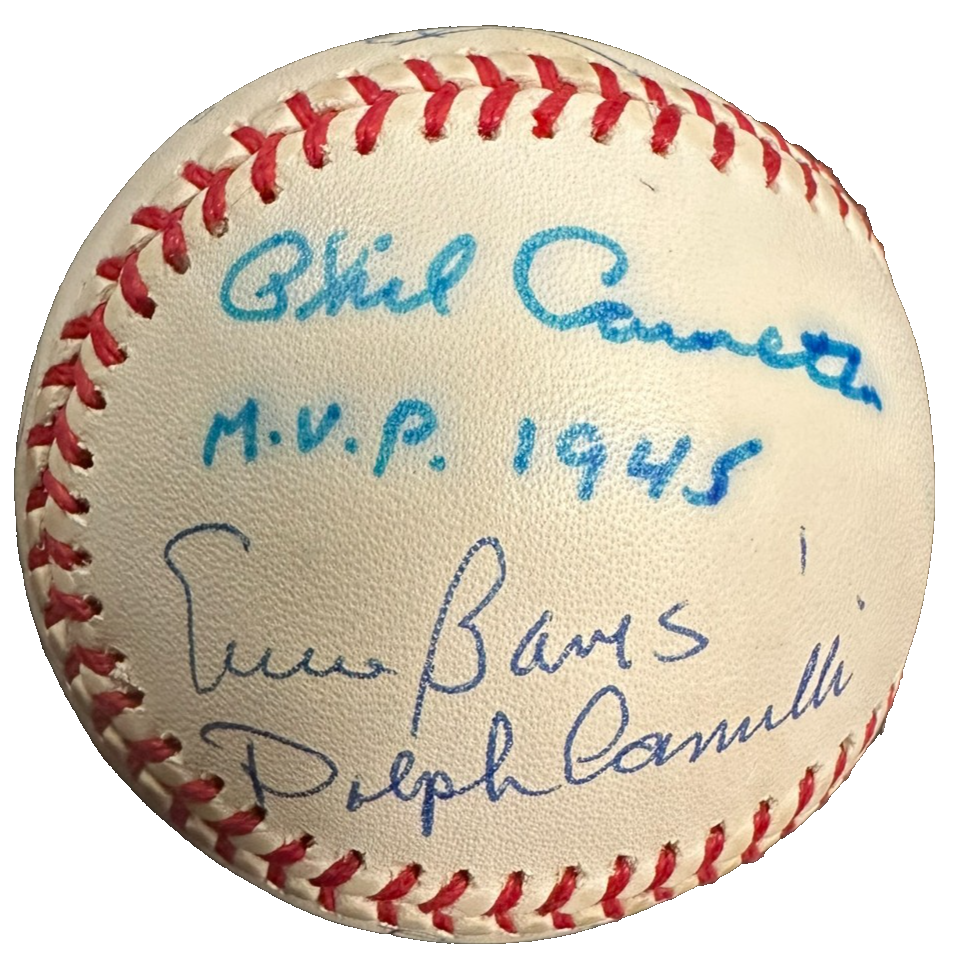 Phil Cavarretta
M.V.P. 1945
Ernie Banks
Dolph Camilli